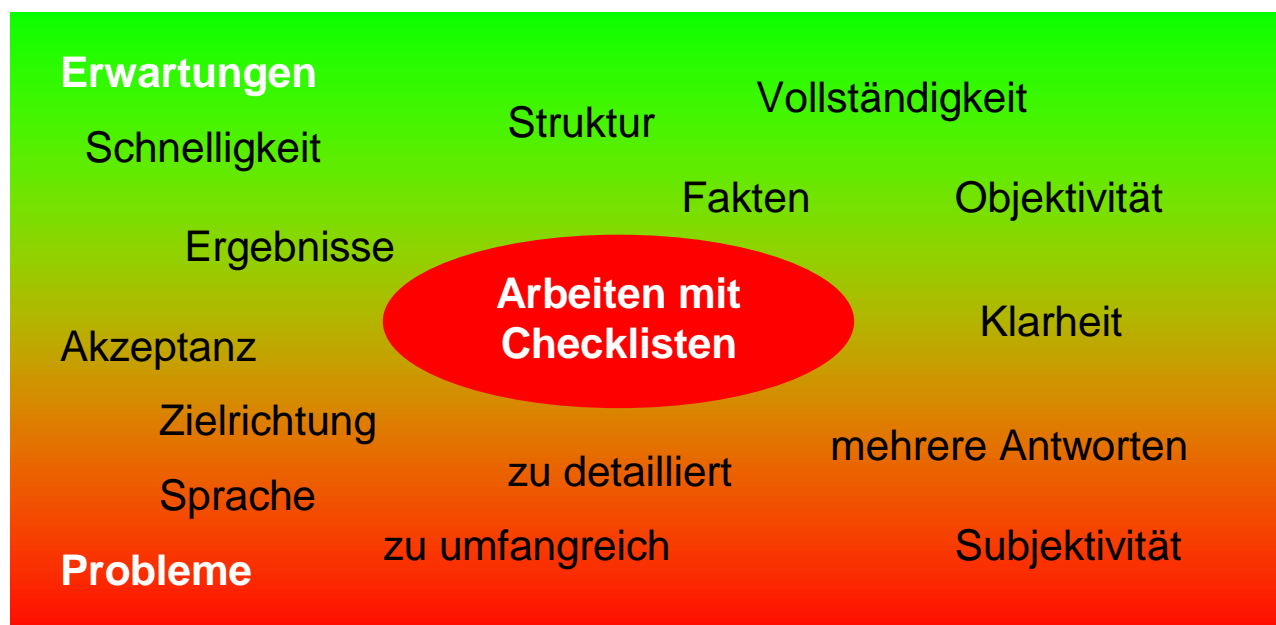 Erwartungen
Vollständigkeit
Struktur
Schnelligkeit
Fakten
Objektivität
Ergebnisse
Arbeiten mit
Checklisten
Klarheit
Akzeptanz
Zielrichtung
mehrere Antworten
zu detailliert
Sprache
zu umfangreich
Subjektivität
Probleme